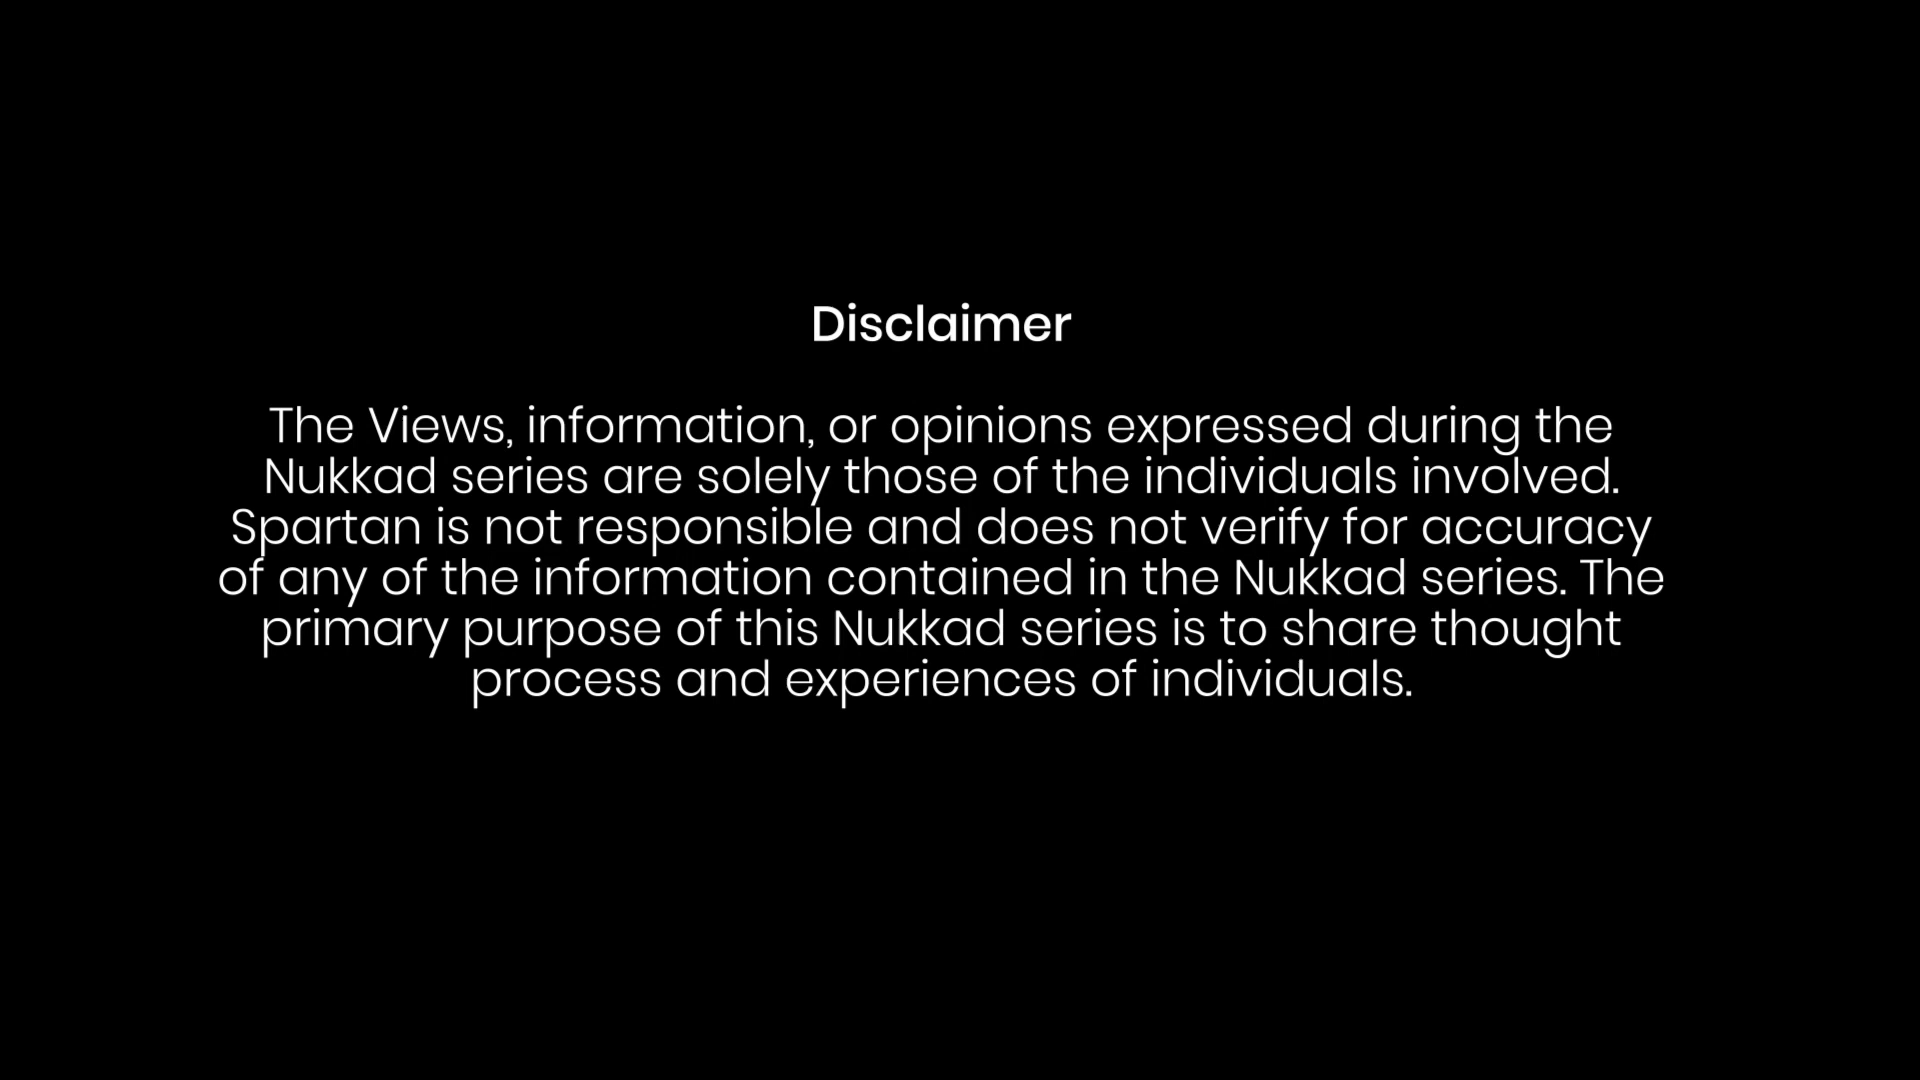 Disclaimer
The Views, information, or opinions expressed during the
Nukkad series are solely those of the individuals involved.
Spartan is not responsible and does not verify for accuracy
of any of the information contained in the Nukkad series. The
primary purpose of this Nukkad series is to share thought
process and experiences of individuals.